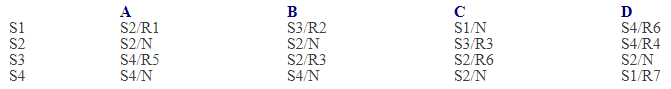 A B C D
S1 S2/R1 S3/R2 S1/N S4/R6
S2 S2/N S2/N S3/R3 S4/R4
S3 S4/R5 S2/R3 S2/R6 S2/N
S4 S4/N S4/N S2/N S1/R7